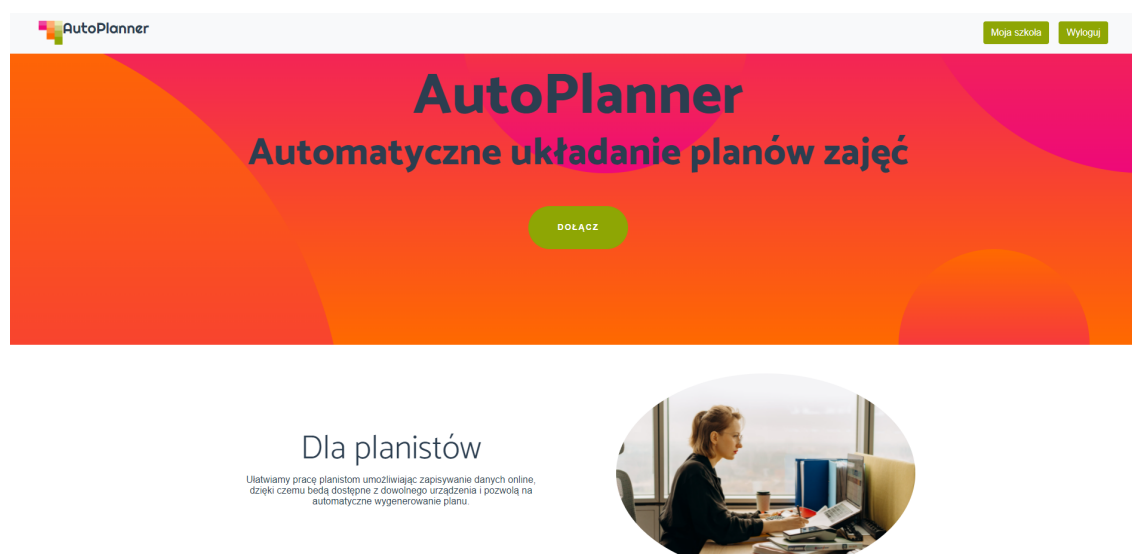 AutoPlanner
Moja szkoła
Wyloguj
AutoPlanner
Automatyczne układanie planów zajęć
DOŁĄCZ
Dla planistów
Ułatwiamy pracę planistom umożliwiając zapisywanie danych online,
dzięki czemu bedą dostępne z dowolnego urządzenia i pozwolą na
automatyczne wygenerowanie planu.